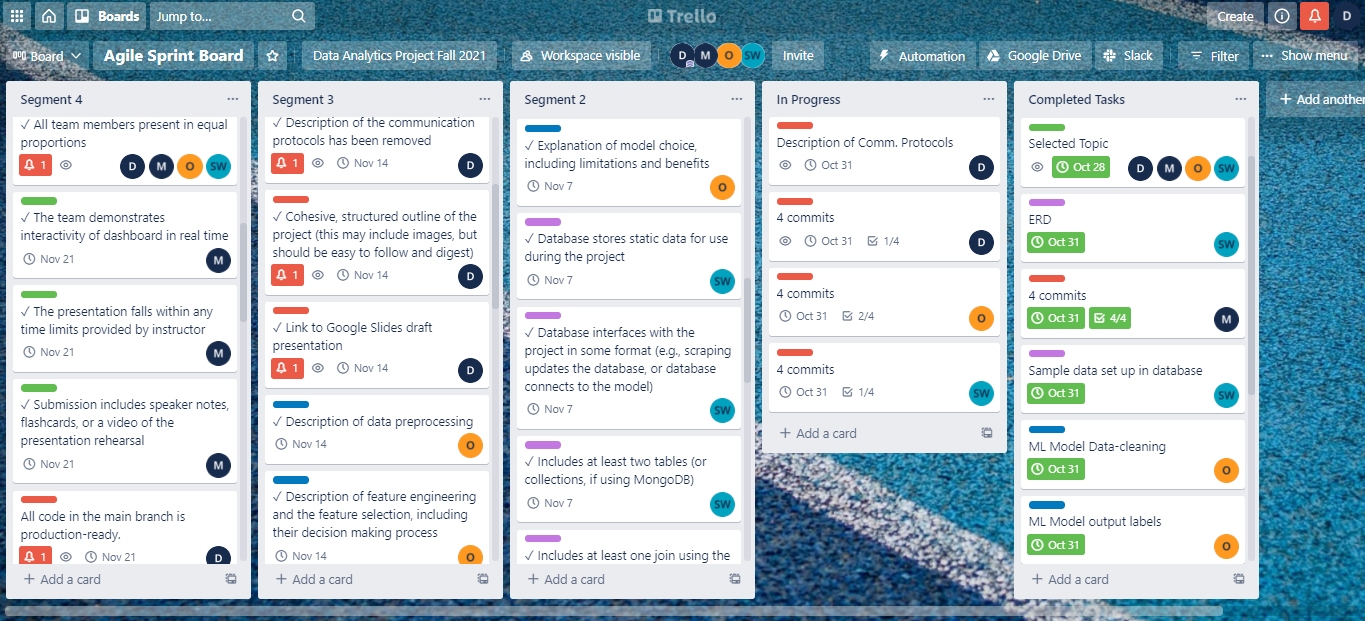 Boards
Jump to...
Trello
Create
D
Board
Agile Sprint Board
Data Analytics Project Fall 2021
Workspace visible
D M O SW
Invite
Automation
Google Drive
Slack
Filter
Show menu
Segment 4
✓ All team members present in equal
proportions
1
D M O SW
✓ The team demonstrates
interactivity of dashboard in real time
Nov 21
M
✓ The presentation falls within any
time limits provided by instructor
Nov 21
M
✓ Submission includes speaker notes,
flashcards, or a video of the
presentation rehearsal
Nov 21
M
All code in the main branch is
production-ready.
1 Nov 21
D
+ Add a card
Segment 3
✓ Description of the communication
protocols has been removed
1 Nov 14
D
✓ Cohesive, structured outline of the
project (this may include images, but
should be easy to follow and digest)
1 Nov 14
D
✓ Link to Google Slides draft
presentation
1 Nov 14
D
✓ Description of data preprocessing
Nov 14
O
✓ Description of feature engineering
and the feature selection, including
their decision making process
Nov 14
O
+ Add a card
Segment 2
✓ Explanation of model choice,
including limitations and benefits
Nov 7
O
✓ Database stores static data for use
during the project
Nov 7
SW
✓ Database interfaces with the
project in some format (e.g., scraping
updates the database, or database
connects to the model)
Nov 7
SW
✓ Includes at least two tables (or
collections, if using MongoDB)
Nov 7
SW
✓ Includes at least one join using the
+ Add a card
In Progress
Description of Comm. Protocols
Oct 31
D
4 commits
Oct 31 1/4
D
4 commits
Oct 31 2/4
O
4 commits
Oct 31 1/4
SW
+ Add a card
Completed Tasks
Selected Topic
Oct 28
D M O SW
ERD
Oct 31
SW
4 commits
Oct 31 4/4
M
Sample data set up in database
Oct 31
SW
ML Model Data-cleaning
Oct 31
O
ML Model output labels
Oct 31
O
+ Add a card
+ Add another